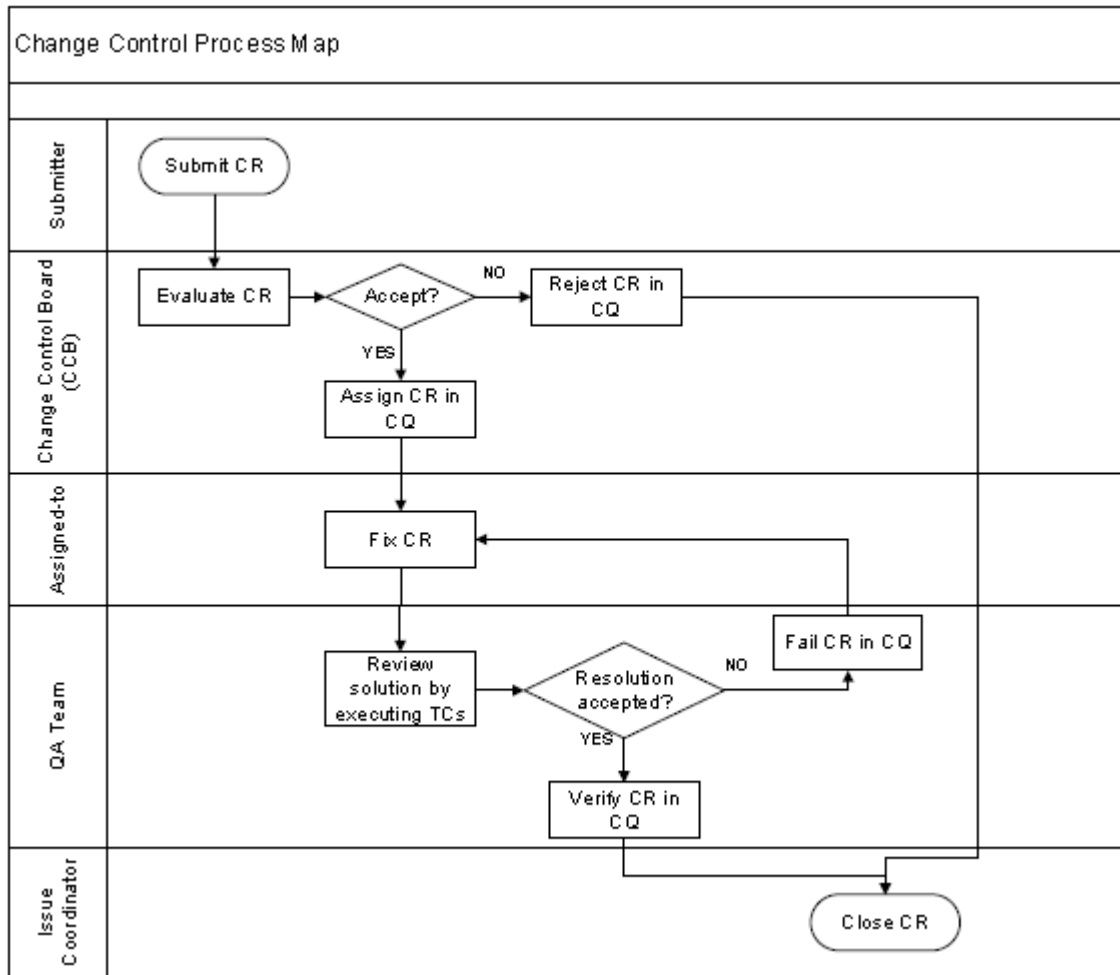 Change Control Process Map
Submitter
Submit CR
Change Control Board
(CCB)
Evaluate CR
Accept?
NO
Reject CR in
CQ
YES
Assign CR in
CQ
Assigned-to
Fix CR
QA Team
Review
solution by
executing TCs
Resolution
accepted?
NO
Fail CR in CQ
YES
Verify CR in
CQ
Issue
Coordinator
Close CR